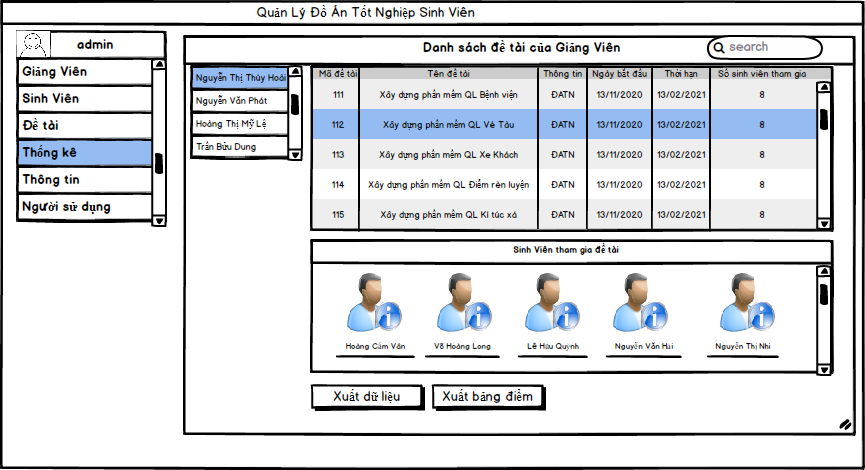 Quản Lý Đồ Án Tốt Nghiệp Sinh Viên
admin
Giảng Viên
Sinh Viên
Đề tài
Thống kê
Thông tin
Người sử dụng
Danh sách đề tài của Giảng Viên
search
Nguyễn Thị Thúy Hoài
Nguyễn Văn Phát
Hoàng Thị Mỹ Lệ
Trần Bửu Dung
Mã đề tài Tên đề tài Thông tin Ngày bắt đầu Thời hạn Số sinh viên tham gia
111 Xây dựng phần mềm QL Bệnh viện ĐATN 13/11/2020 13/02/2021 8
112 Xây dựng phần mềm QL Vé Tàu ĐATN 13/11/2020 13/02/2021 8
113 Xây dựng phần mềm QL Xe Khách ĐATN 13/11/2020 13/02/2021 8
114 Xây dựng phần mềm QL Điểm rèn luyện ĐATN 13/11/2020 13/02/2021 8
115 Xây dựng phần mềm QL Kí túc xá ĐATN 13/11/2020 13/02/2021 8
Sinh Viên tham gia đề tài
Hoàng Cẩm Vân
Võ Hoàng Long
Lê Hữu Quỳnh
Nguyễn Văn Hải
Nguyễn Thị Nhi
Xuất dữ liệu
Xuất bảng điểm